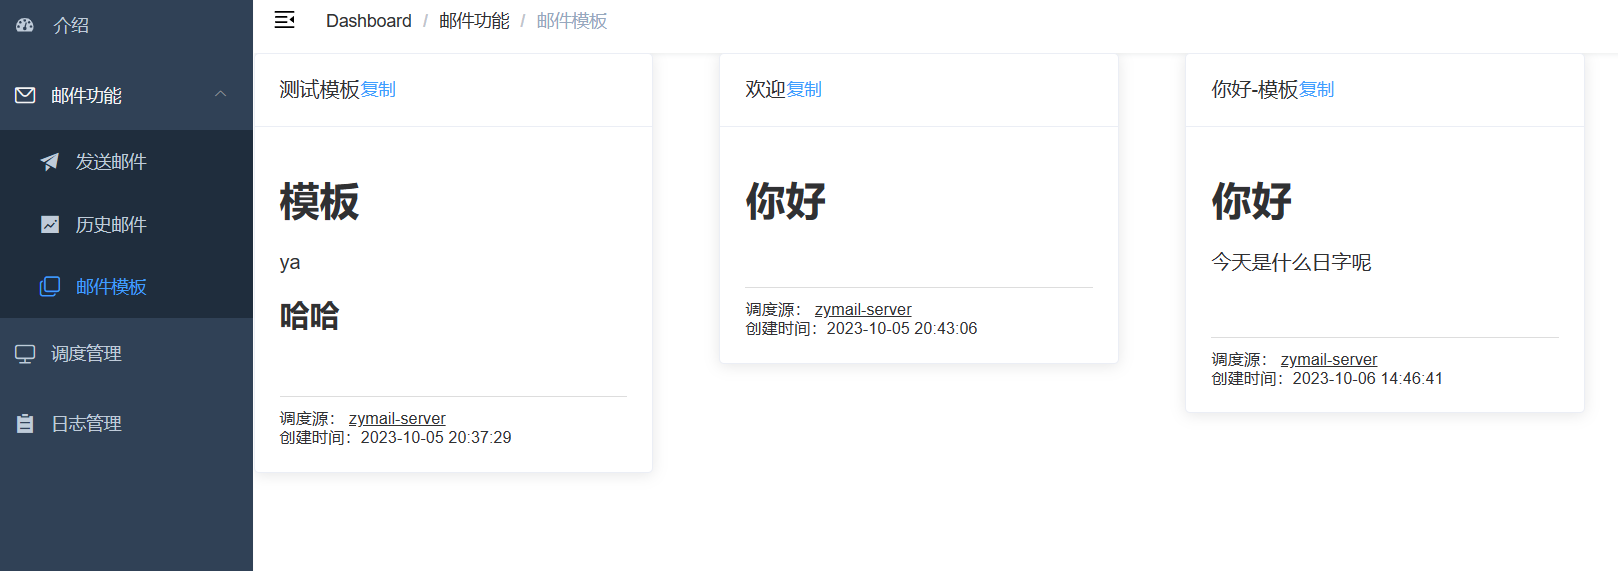 介绍
邮件功能
发送邮件
历史邮件
邮件模板
调度管理
日志管理
Dashboard / 邮件功能 / 邮件模板
测试模板复制
模板
ya
哈哈
调度源： zymail-server
创建时间：2023-10-05 20:37:29
欢迎复制
你好
调度源： zymail-server
创建时间：2023-10-05 20:43:06
你好-模板复制
你好
今天是什么日字呢
调度源： zymail-server
创建时间：2023-10-06 14:46:41